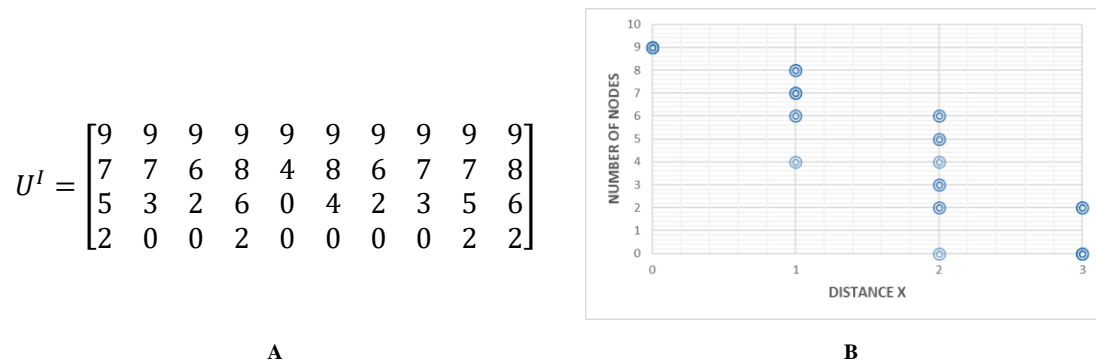 U^I = [9 9 9 9 9 9 9 9 9 9
7 7 6 8 4 8 6 7 7 8
5 3 2 6 0 4 2 3 5 6
2 0 0 2 0 0 0 0 2 2]
A
NUMBER OF NODES
10
9
8
7
6
5
4
3
2
1
0
0 1 2 3
DISTANCE X
B